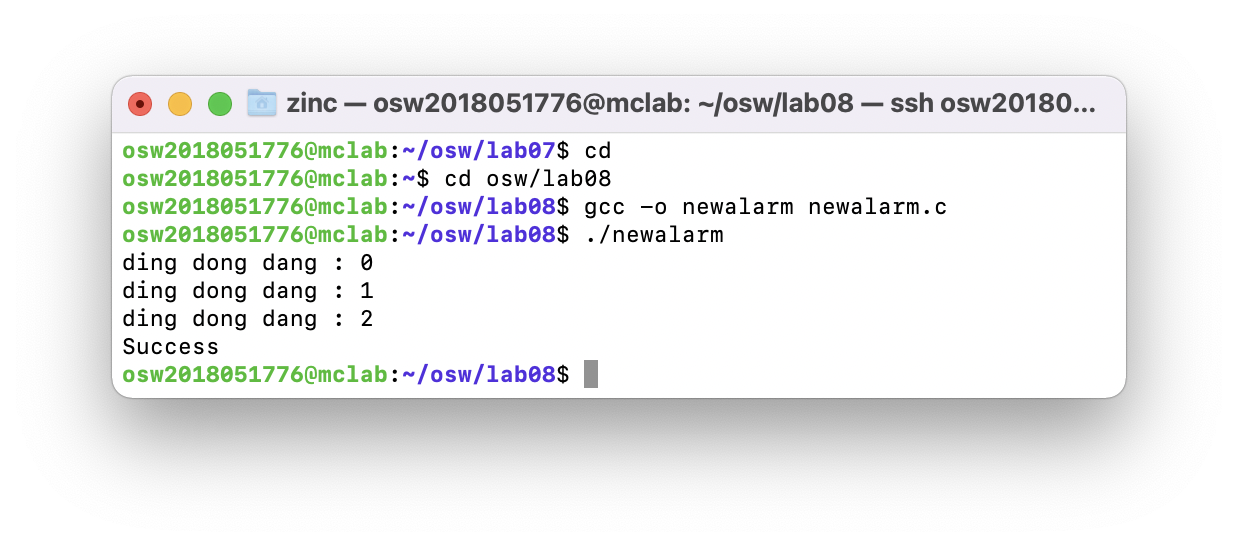 zinc — osw2018051776@mclab: ~/osw/lab08 — ssh osw20180...
osw2018051776@mclab:~/osw/lab07$ cd
osw2018051776@mclab:~$ cd osw/lab08
osw2018051776@mclab:~/osw/lab08$ gcc -o newalarm newalarm.c
osw2018051776@mclab:~/osw/lab08$ ./newalarm
ding dong dang : 0
ding dong dang : 1
ding dong dang : 2
Success
osw2018051776@mclab:~/osw/lab08$